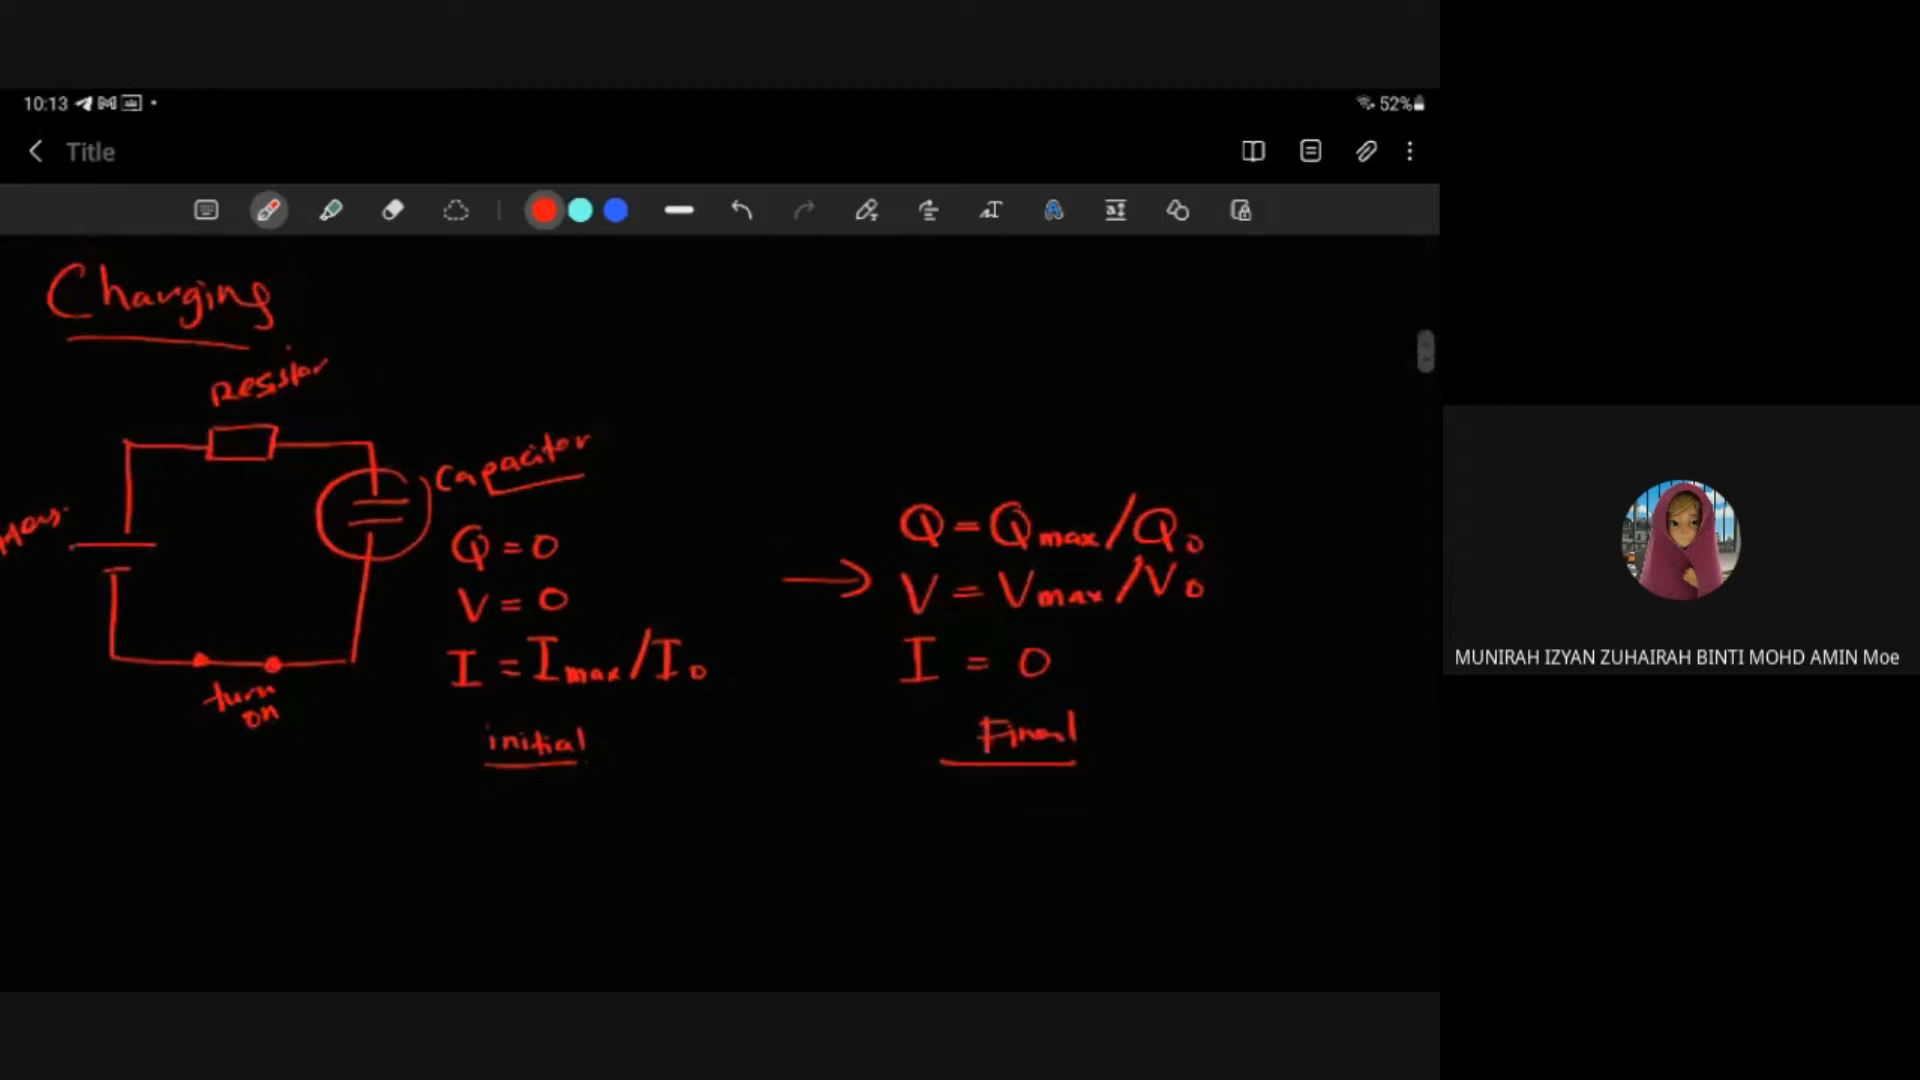 10:13
52%
Title
Charging
Resistor
Capacitor
Q = 0
V = 0
I = Imax/I0
initial
turn
on
Q = Qmax/Q0
V = Vmax/V0
I = 0
Final
MUNIRAH IZYAN ZUHAIRAH BINTI MOHD AMIN Moe